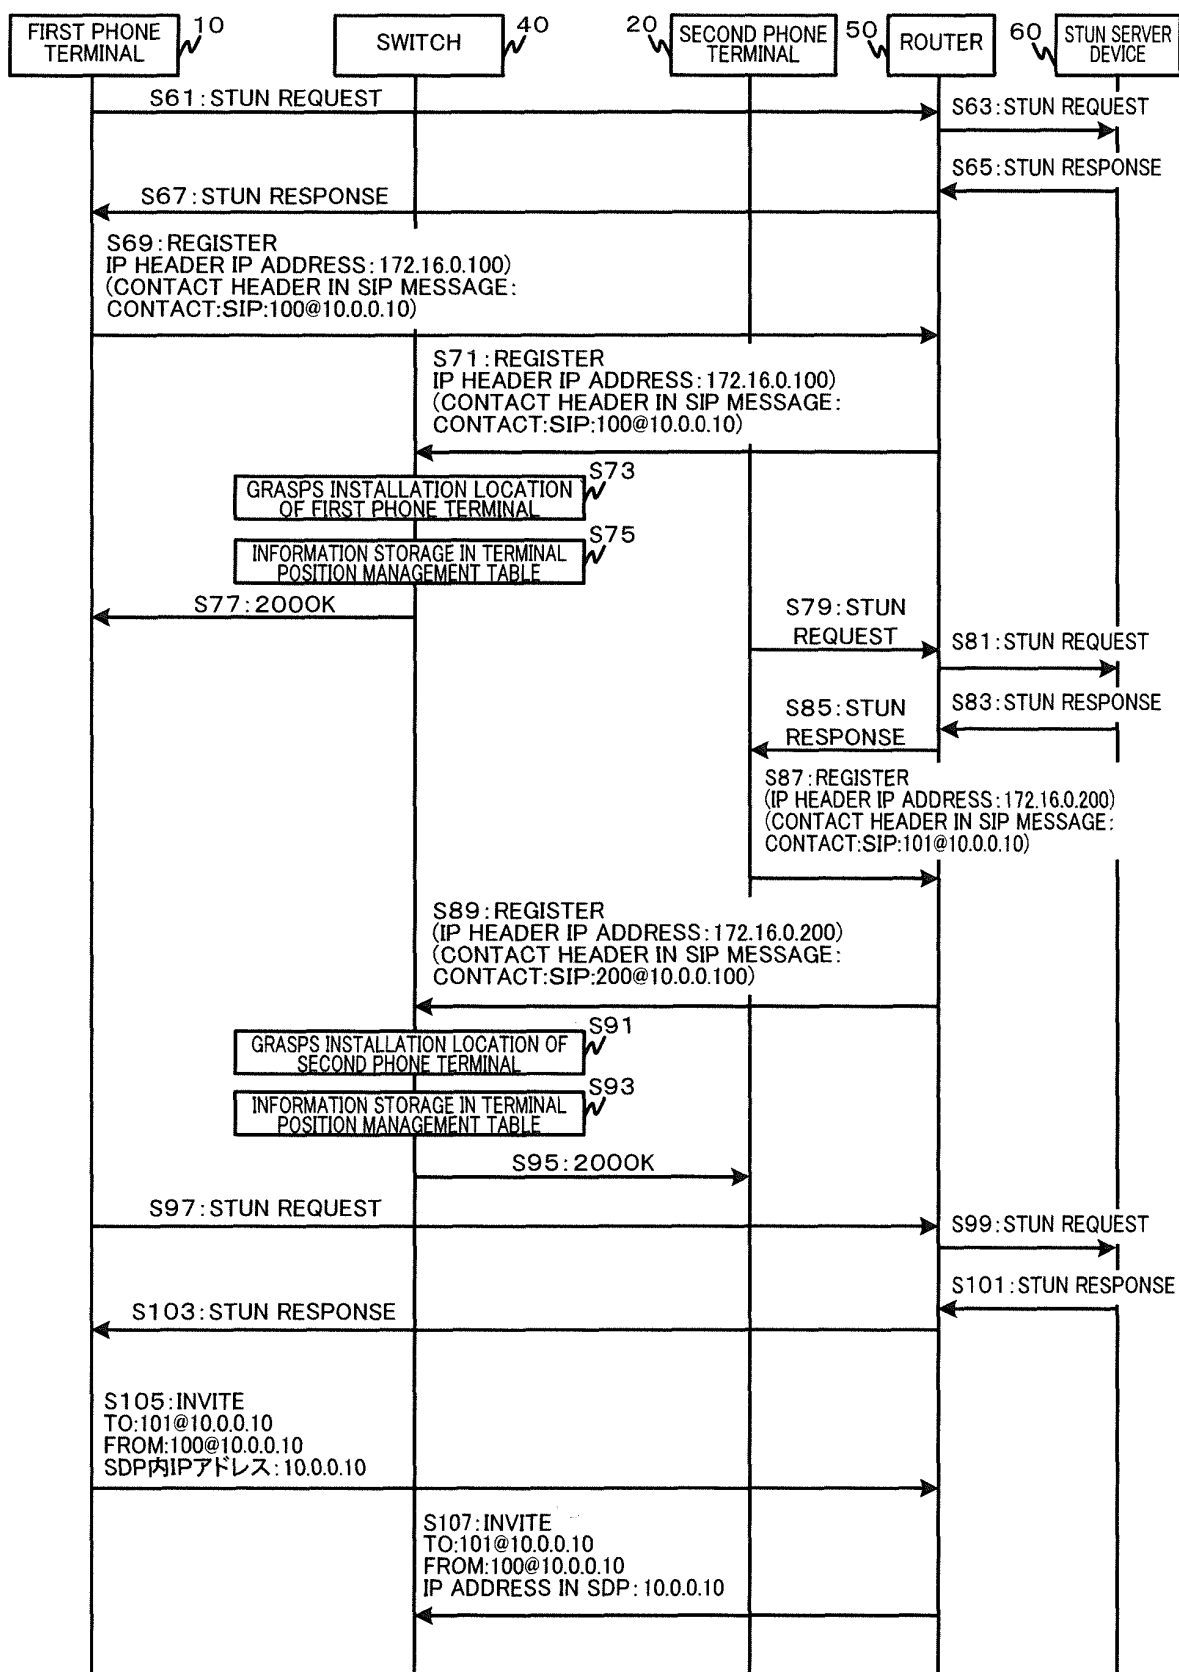 FIRST PHONE
TERMINAL
10
SWITCH
40
20
SECOND PHONE
TERMINAL
50
ROUTER
60
STUN SERVER
DEVICE
S61:STUN REQUEST
S63:STUN REQUEST
S65:STUN RESPONSE
S67:STUN RESPONSE
S69:REGISTER
IP HEADER IP ADDRESS:172.16.0.100)
(CONTACT HEADER IN SIP MESSAGE:
CONTACT:SIP:100@10.0.0.10)
S71:REGISTER
IP HEADER IP ADDRESS:172.16.0.100)
(CONTACT HEADER IN SIP MESSAGE:
CONTACT:SIP:100@10.0.0.10)
S73
GRASPS INSTALLATION LOCATION
OF FIRST PHONE TERMINAL
S75
INFORMATION STORAGE IN TERMINAL
POSITION MANAGEMENT TABLE
S77:200OK
S79:STUN
REQUEST
S81:STUN REQUEST
S83:STUN RESPONSE
S85:STUN
RESPONSE
S87:REGISTER
(IP HEADER IP ADDRESS:172.16.0.200)
(CONTACT HEADER IN SIP MESSAGE:
CONTACT:SIP:101@10.0.0.10)
S89:REGISTER
(IP HEADER IP ADDRESS:172.16.0.200)
(CONTACT HEADER IN SIP MESSAGE:
CONTACT:SIP:200@10.0.0.100)
S91
GRASPS INSTALLATION LOCATION OF
SECOND PHONE TERMINAL
S93
INFORMATION STORAGE IN TERMINAL
POSITION MANAGEMENT TABLE
S95:200OK
S97:STUN REQUEST
S99:STUN REQUEST
S101:STUN RESPONSE
S103:STUN RESPONSE
S105:INVITE
TO:101@10.0.0.10
FROM:100@10.0.0.10
SDP内IPアドレス:10.0.0.10
S107:INVITE
TO:101@10.0.0.10
FROM:100@10.0.0.10
IP ADDRESS IN SDP:10.0.0.10